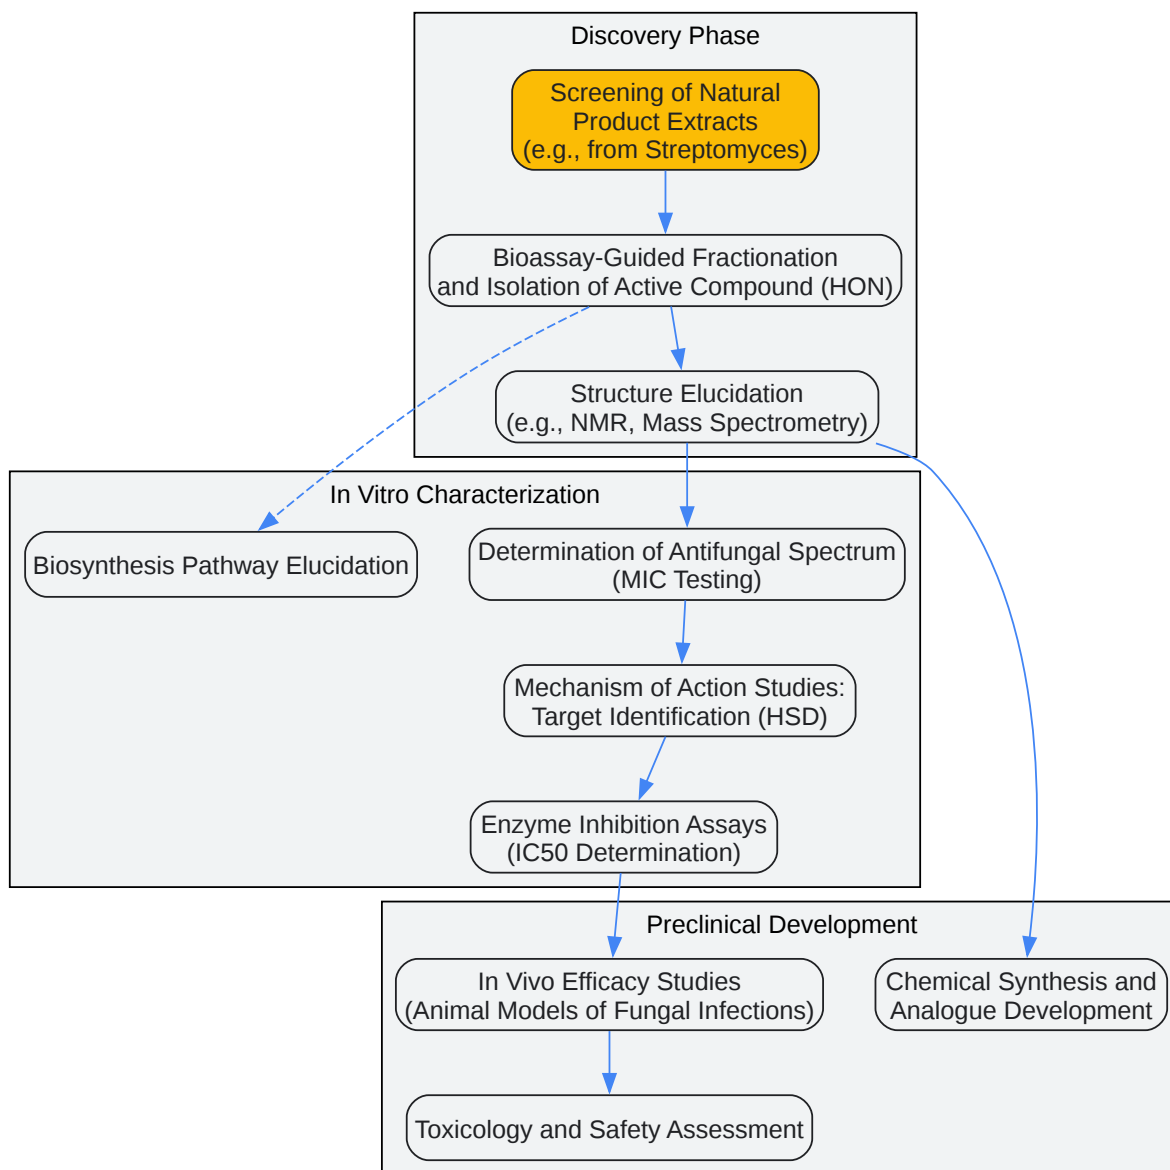 Discovery Phase
Screening of Natural
Product Extracts
(e.g., from Streptomyces)
Bioassay-Guided Fractionation
and Isolation of Active Compound (HON)
Structure Elucidation
(e.g., NMR, Mass Spectrometry)
In Vitro Characterization
Biosynthesis Pathway Elucidation
Determination of Antifungal Spectrum
(MIC Testing)
Mechanism of Action Studies:
Target Identification (HSD)
Enzyme Inhibition Assays
(IC50 Determination)
Preclinical Development
In Vivo Efficacy Studies
(Animal Models of Fungal Infections)
Chemical Synthesis and
Analogue Development
Toxicology and Safety Assessment